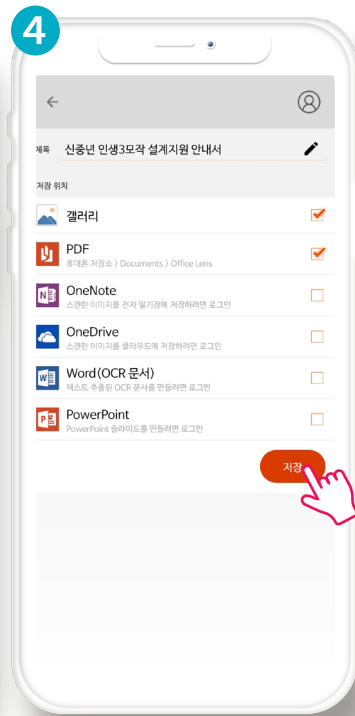 4
제목 신중년 인생3모작 설계지원 안내서
저장 위치
갤러리
PDF
휴대폰 저장소 > Documents > Office Lens
OneNote
스캔한 이미지를 전자 필기장에 저장하려면 로그인
OneDrive
스캔한 이미지를 클라우드에 저장하려면 로그인
Word(OCR 문서)
텍스트 추출된 OCR 문서를 만들려면 로그인
PowerPoint
PowerPoint 슬라이드를 만들려면 로그인
저장